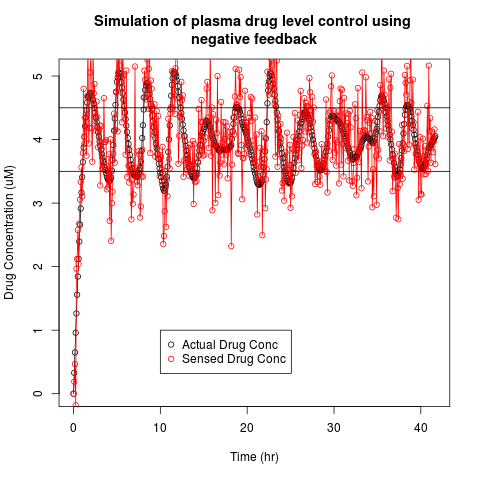 Simulation of plasma drug level control using
negative feedback
Drug Concentration (uM)
5
4
3
2
1
0
Actual Drug Conc
Sensed Drug Conc
0 10 20 30 40
Time (hr)